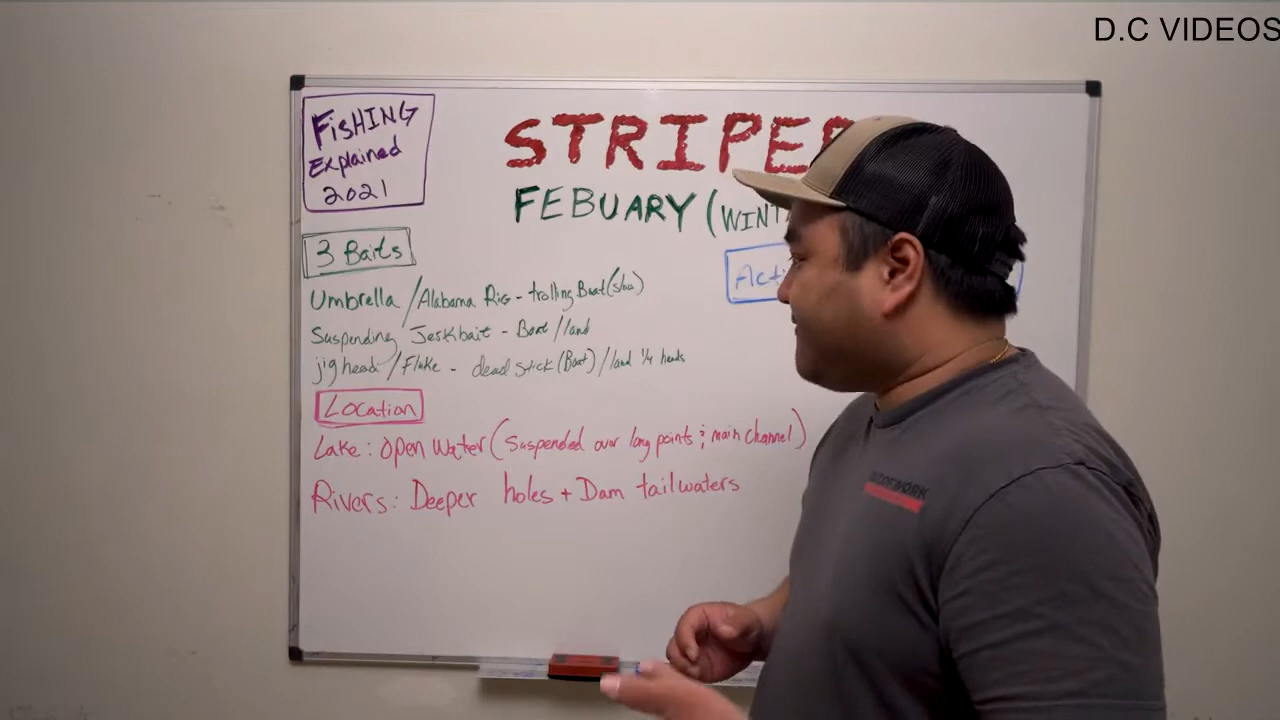 D.C VIDEOS
FisHING
Explained
2021
STRIPER
FEBUARY (WINT
3 Baits
Umbrella / Alabama Rig - trolling Boat (slow)
Suspending Jerkbait - Boat / land
jig head / Fluke - dead stick (Boat) / land 1/4 heads
Acti
Location
Lake: Open Water (Suspended over long points & main channel)
Rivers: Deeper holes + Dam tailwaters